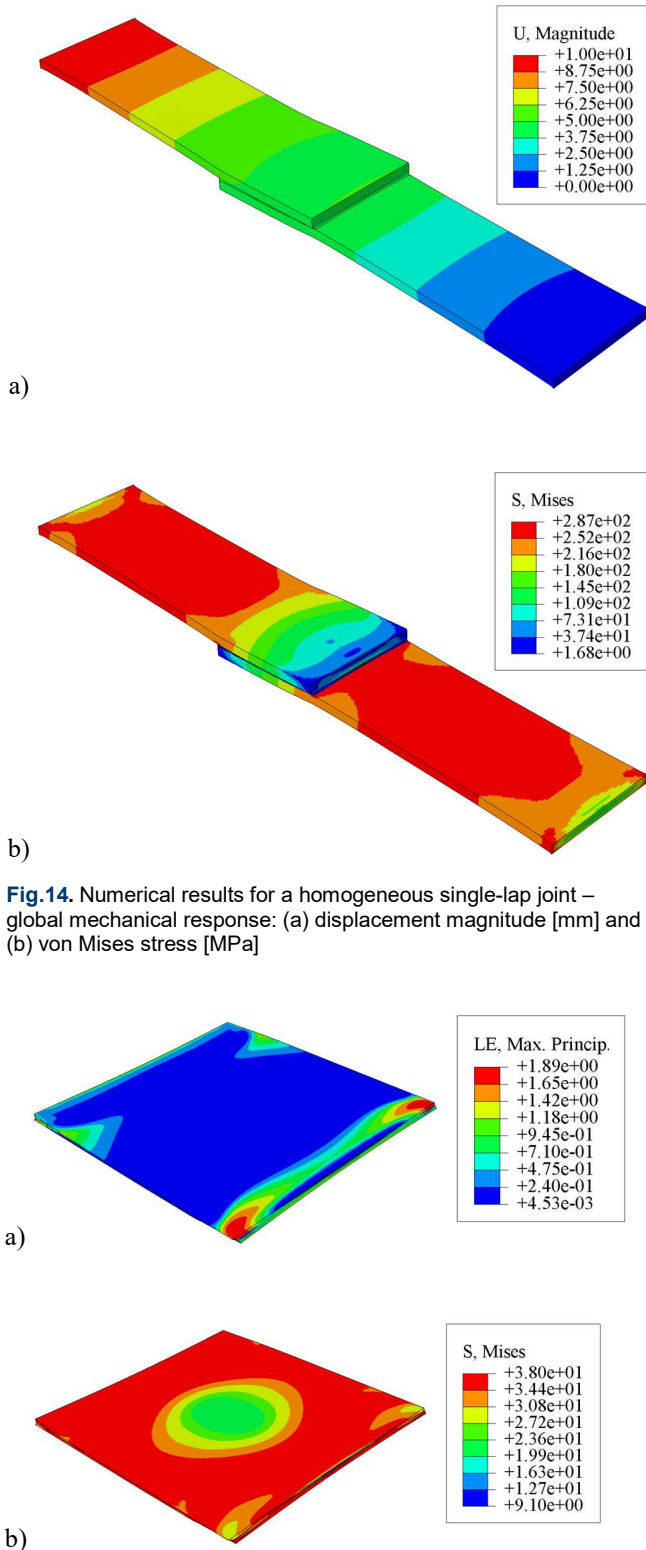 U, Magnitude
+1.00e+01
+8.75e+00
+7.50e+00
+6.25e+00
+5.00e+00
+3.75e+00
+2.50e+00
+1.25e+00
+0.00e+00
a)
S, Mises
+2.87e+02
+2.52e+02
+2.16e+02
+1.80e+02
+1.45e+02
+1.09e+02
+7.31e+01
+3.74e+01
+1.68e+00
b)
Fig.14. Numerical results for a homogeneous single-lap joint –
global mechanical response: (a) displacement magnitude [mm] and
(b) von Mises stress [MPa]
LE, Max. Princip.
+1.89e+00
+1.65e+00
+1.42e+00
+1.18e+00
+9.45e-01
+7.10e-01
+4.75e-01
+2.40e-01
+4.53e-03
a)
S, Mises
+3.80e+01
+3.44e+01
+3.08e+01
+2.72e+01
+2.36e+01
+1.99e+01
+1.63e+01
+1.27e+01
+9.10e+00
b)